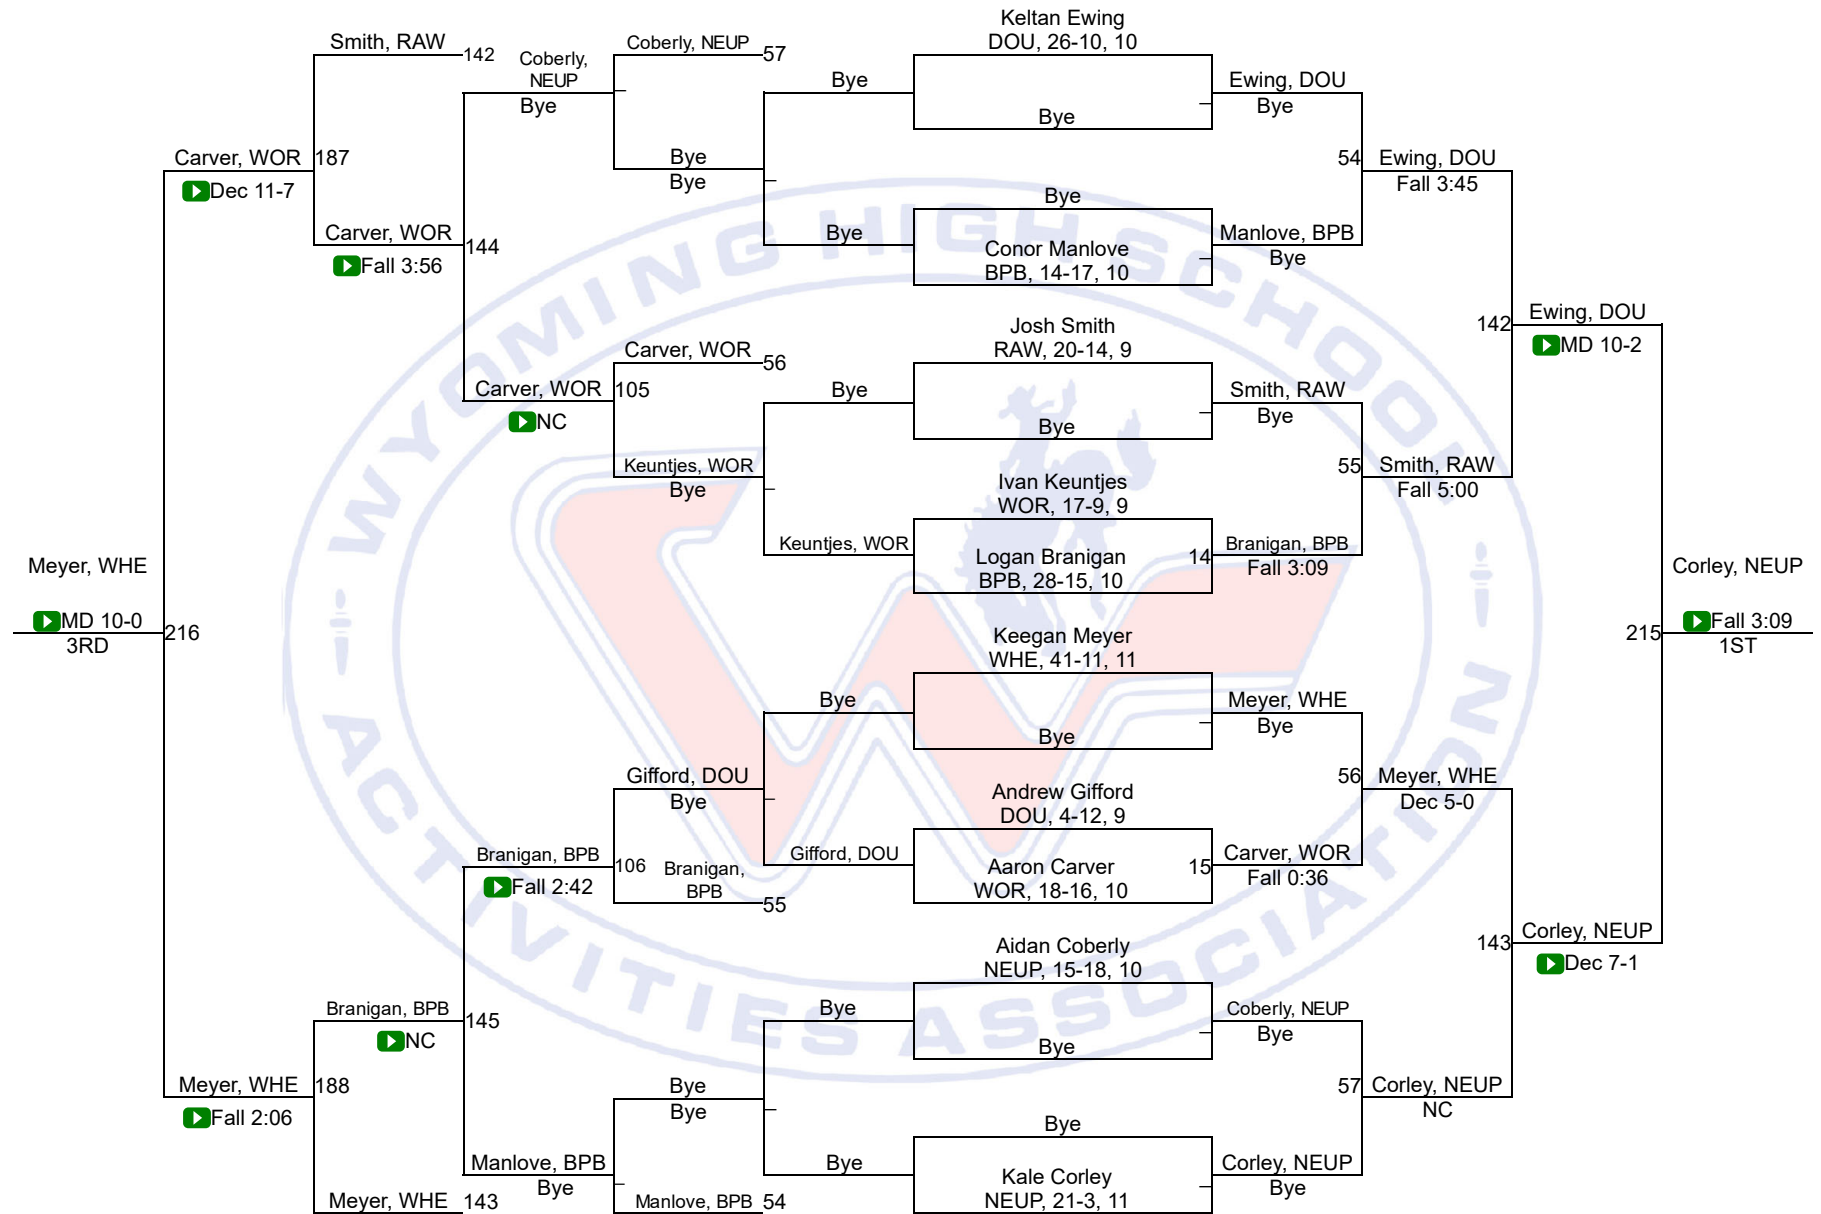 Keltan Ewing
DOU, 26-10, 10
Smith, RAW
142
Coberly,
NEUP
Bye
Coberly, NEUP
57
Bye
Bye
Ewing, DOU
Bye
Carver, WOR
187
Dec 11-7
Bye
Bye
54
Ewing, DOU
Fall 3:45
Bye
Carver, WOR
144
Fall 3:56
Bye
Conor Manlove
BPB, 14-17, 10
Manlove, BPB
Bye
Josh Smith
RAW, 20-14, 9
142
Ewing, DOU
MD 10-2
Carver, WOR
56
Carver, WOR
105
NC
Bye
Bye
Smith, RAW
Bye
Keuntjes, WOR
Bye
Ivan Keuntjes
WOR, 17-9, 9
55
Smith, RAW
Fall 5:00
Keuntjes, WOR
Logan Branigan
BPB, 28-15, 10
14
Branigan, BPB
Fall 3:09
Meyer, WHE
MD 10-0
3RD
216
Corley, NEUP
215
Fall 3:09
1ST
Keegan Meyer
WHE, 41-11, 11
Bye
Bye
Meyer, WHE
Bye
Gifford, DOU
Bye
Andrew Gifford
DOU, 4-12, 9
56
Meyer, WHE
Dec 5-0
Branigan, BPB
106
Fall 2:42
Branigan,
BPB
55
Gifford, DOU
Aaron Carver
WOR, 18-16, 10
15
Carver, WOR
Fall 0:36
Aidan Coberly
NEUP, 15-18, 10
143
Corley, NEUP
Dec 7-1
Branigan, BPB
145
NC
Bye
Bye
Coberly, NEUP
Bye
Meyer, WHE
188
Fall 2:06
Bye
Bye
57
Corley, NEUP
NC
Bye
Manlove, BPB
Bye
Bye
Kale Corley
NEUP, 21-3, 11
Corley, NEUP
Bye
Meyer, WHE
143
Manlove, BPB
54
WYOMING HIGH SCHOOL
ACTIVITIES ASSOCIATION